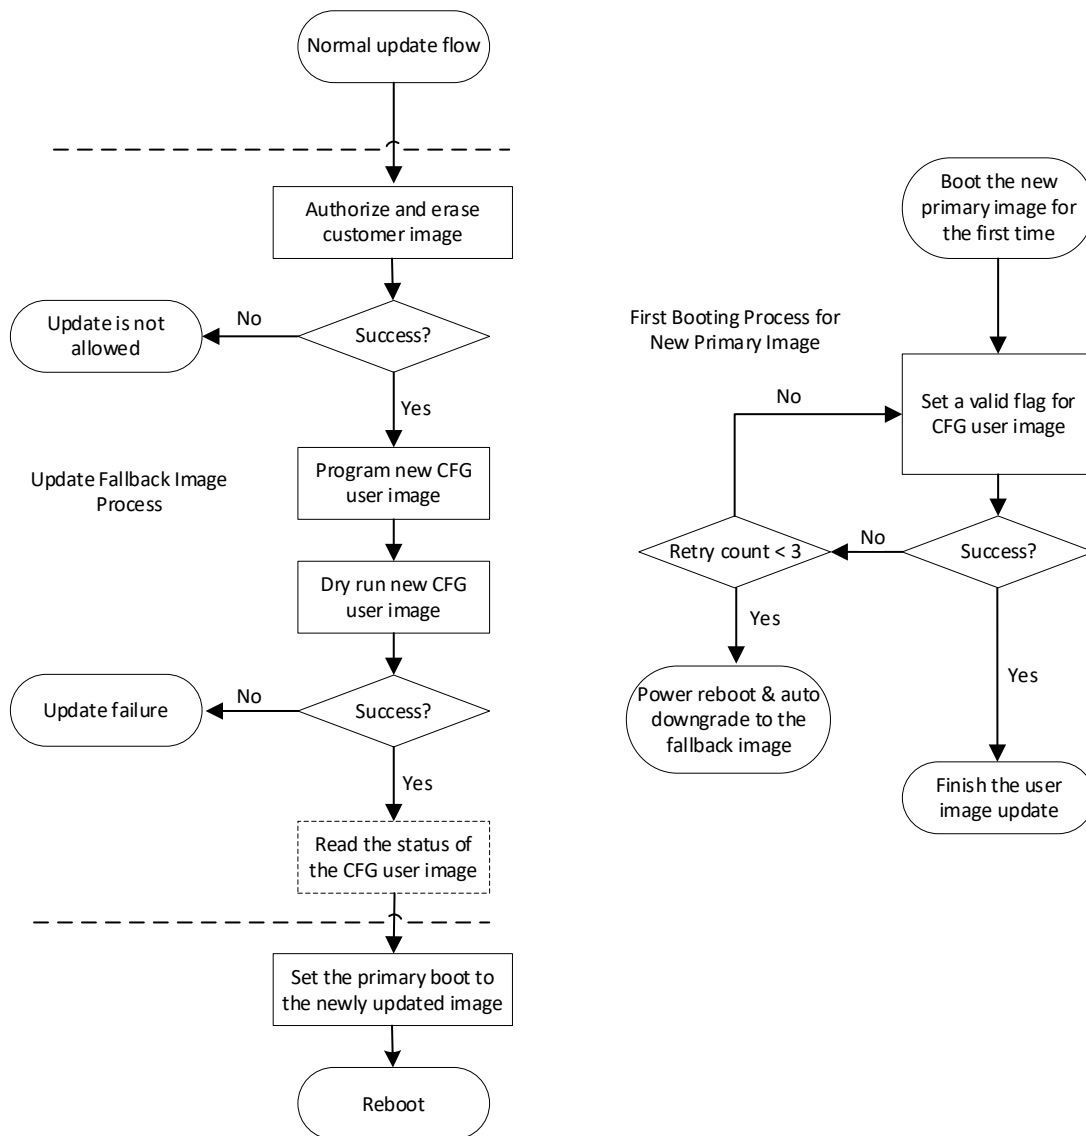 Normal update flow
Authorize and erase
customer image
Success?
No
Update is not
allowed
Yes
Update Fallback Image
Process
Program new CFG
user image
Dry run new CFG
user image
Success?
No
Update failure
Yes
Read the status of
the CFG user image
Set the primary boot to
the newly updated image
Reboot
Boot the new
primary image for
the first time
First Booting Process for
New Primary Image
Set a valid flag for
CFG user image
No
Success?
No
Retry count < 3
Yes
Power reboot & auto
downgrade to the
fallback image
Yes
Finish the user
image update